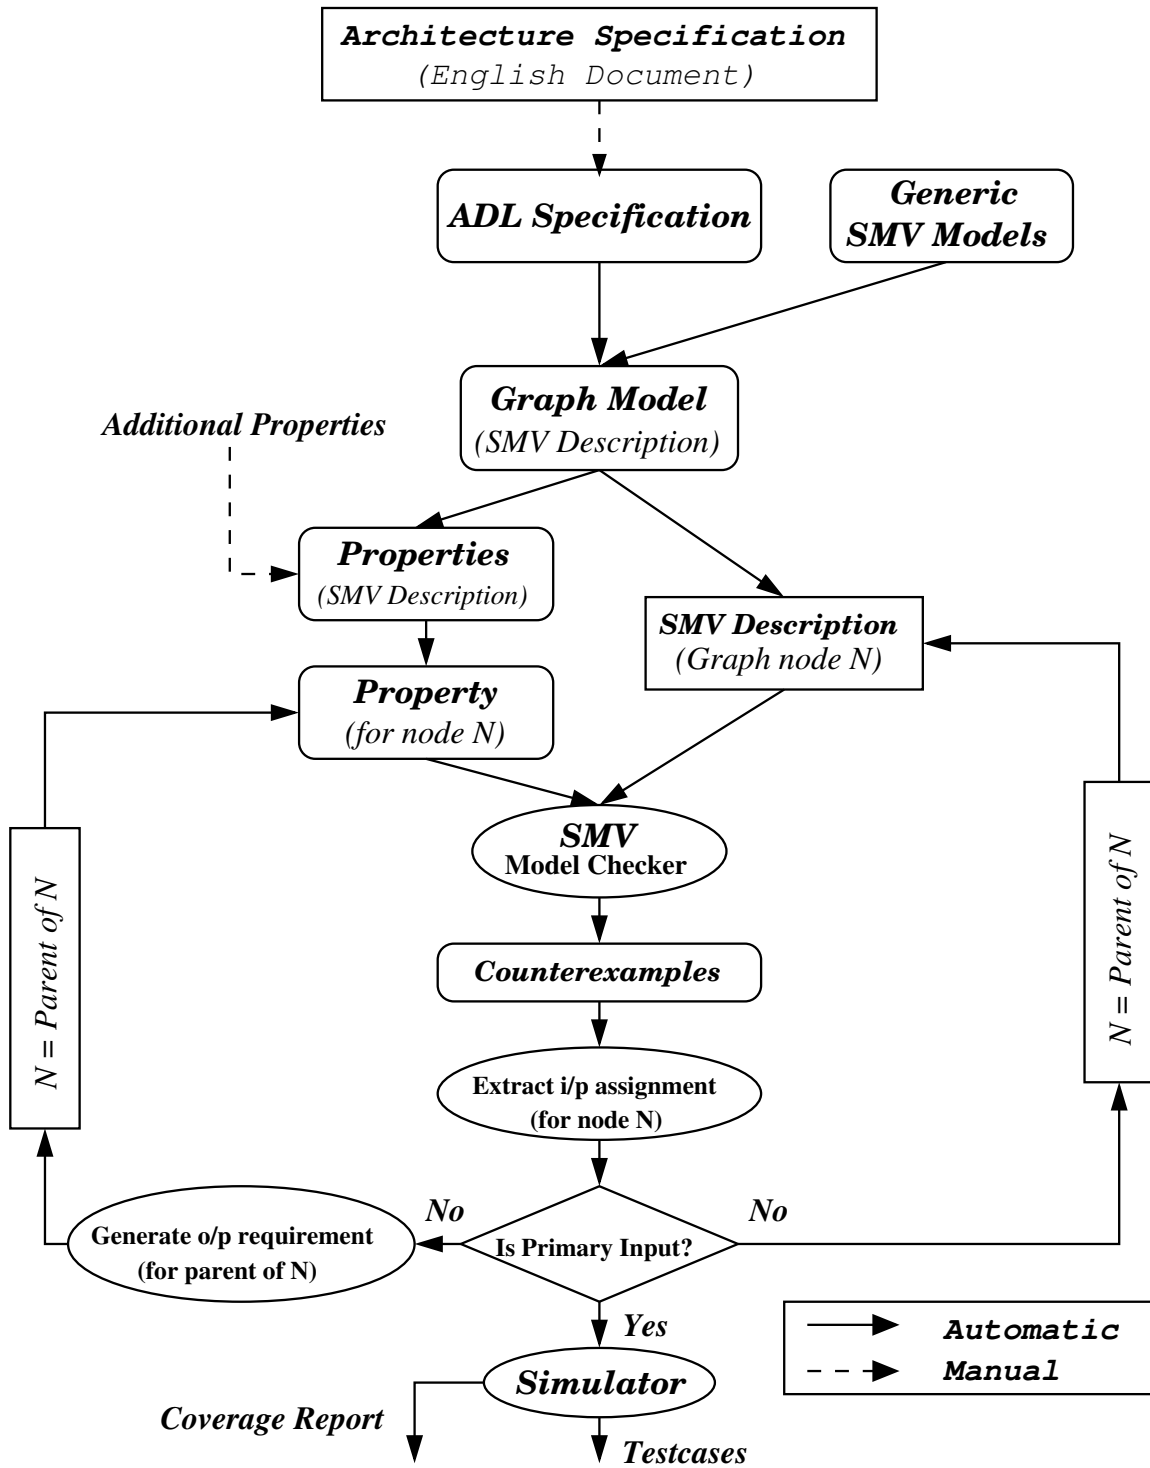 Architecture Specification
(English Document)
ADL Specification
Generic
SMV Models
Graph Model
(SMV Description)
Additional Properties
Properties
(SMV Description)
SMV Description
(Graph node N)
Property
(for node N)
SMV
Model Checker
N = Parent of N
N = Parent of N
Counterexamples
Extract i/p assignment
(for node N)
No
No
Generate o/p requirement
(for parent of N)
Is Primary Input?
Yes
Automatic
Manual
Simulator
Coverage Report
Testcases